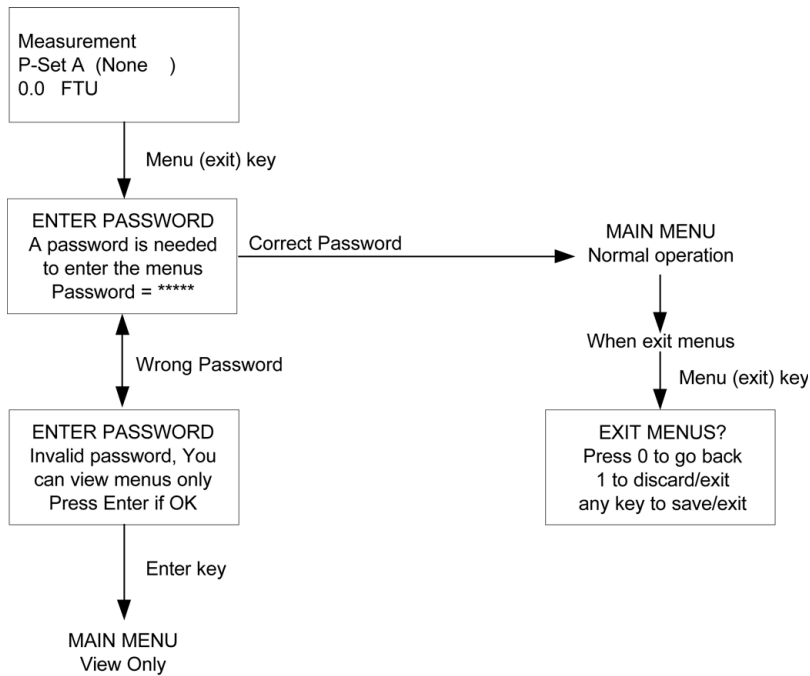 Measurement
P-Set A (None )
0.0 FTU
Menu (exit) key
ENTER PASSWORD
A password is needed
to enter the menus
Password = *****
Correct Password
MAIN MENU
Normal operation
Wrong Password
When exit menus
Menu (exit) key
ENTER PASSWORD
Invalid password, You
can view menus only
Press Enter if OK
EXIT MENUS?
Press 0 to go back
1 to discard/exit
any key to save/exit
Enter key
MAIN MENU
View Only